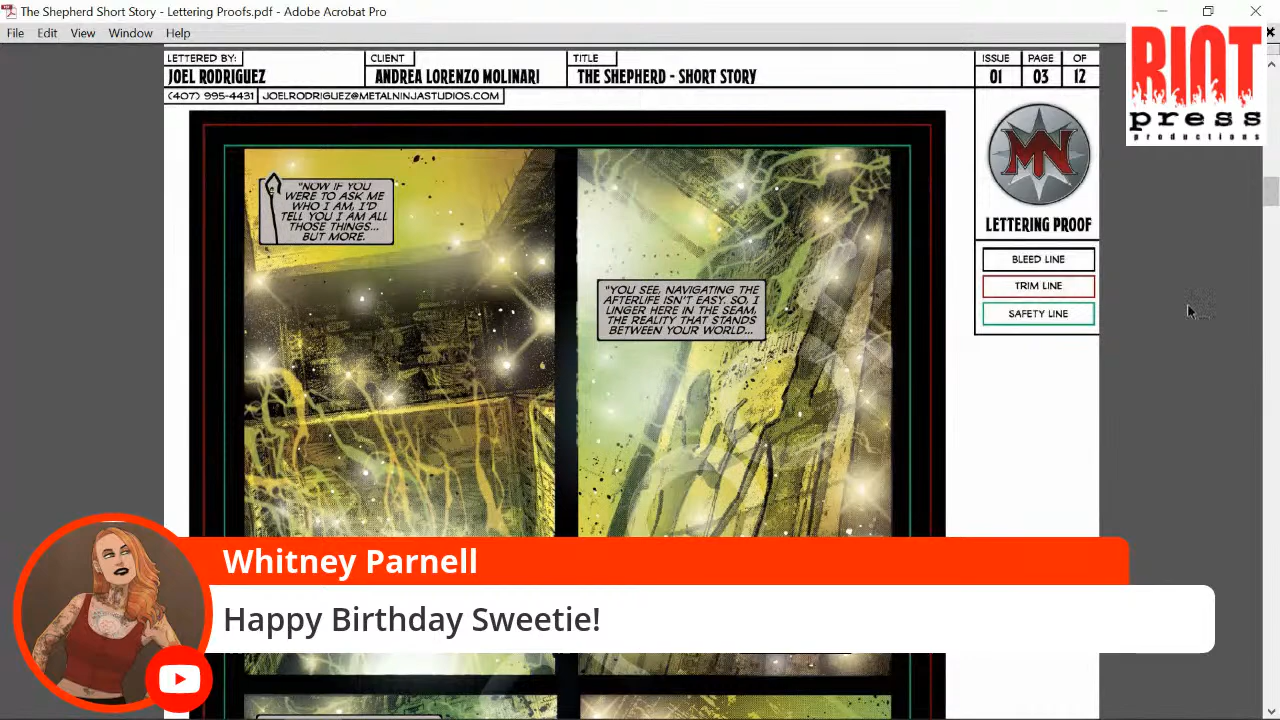 The Shepherd Short Story - Lettering Proofs.pdf - Adobe Acrobat Pro
File Edit View Window Help
LETTERED BY:
JOEL RODRIGUEZ
CLIENT
ANDREA LORENZO MOLINARI
TITLE
THE SHEPHERD - SHORT STORY
ISSUE
01
PAGE
03
OF
12
(407) 995-4431
JOELRODRIGUEZ@METALNINJASTUDIOS.COM
RIOT
press
productions
MN
LETTERING PROOF
BLEED LINE
TRIM LINE
SAFETY LINE
"NOW IF YOU
WERE TO ASK ME
WHO I AM, I'D
TELL YOU I AM ALL
THOSE THINGS...
BUT MORE.
"YOU SEE, NAVIGATING THE
AFTERLIFE ISN'T EASY. SO, I
LINGER HERE IN THE SEAM,
THE REALITY THAT STANDS
BETWEEN YOUR WORLD...
Whitney Parnell
Happy Birthday Sweetie!